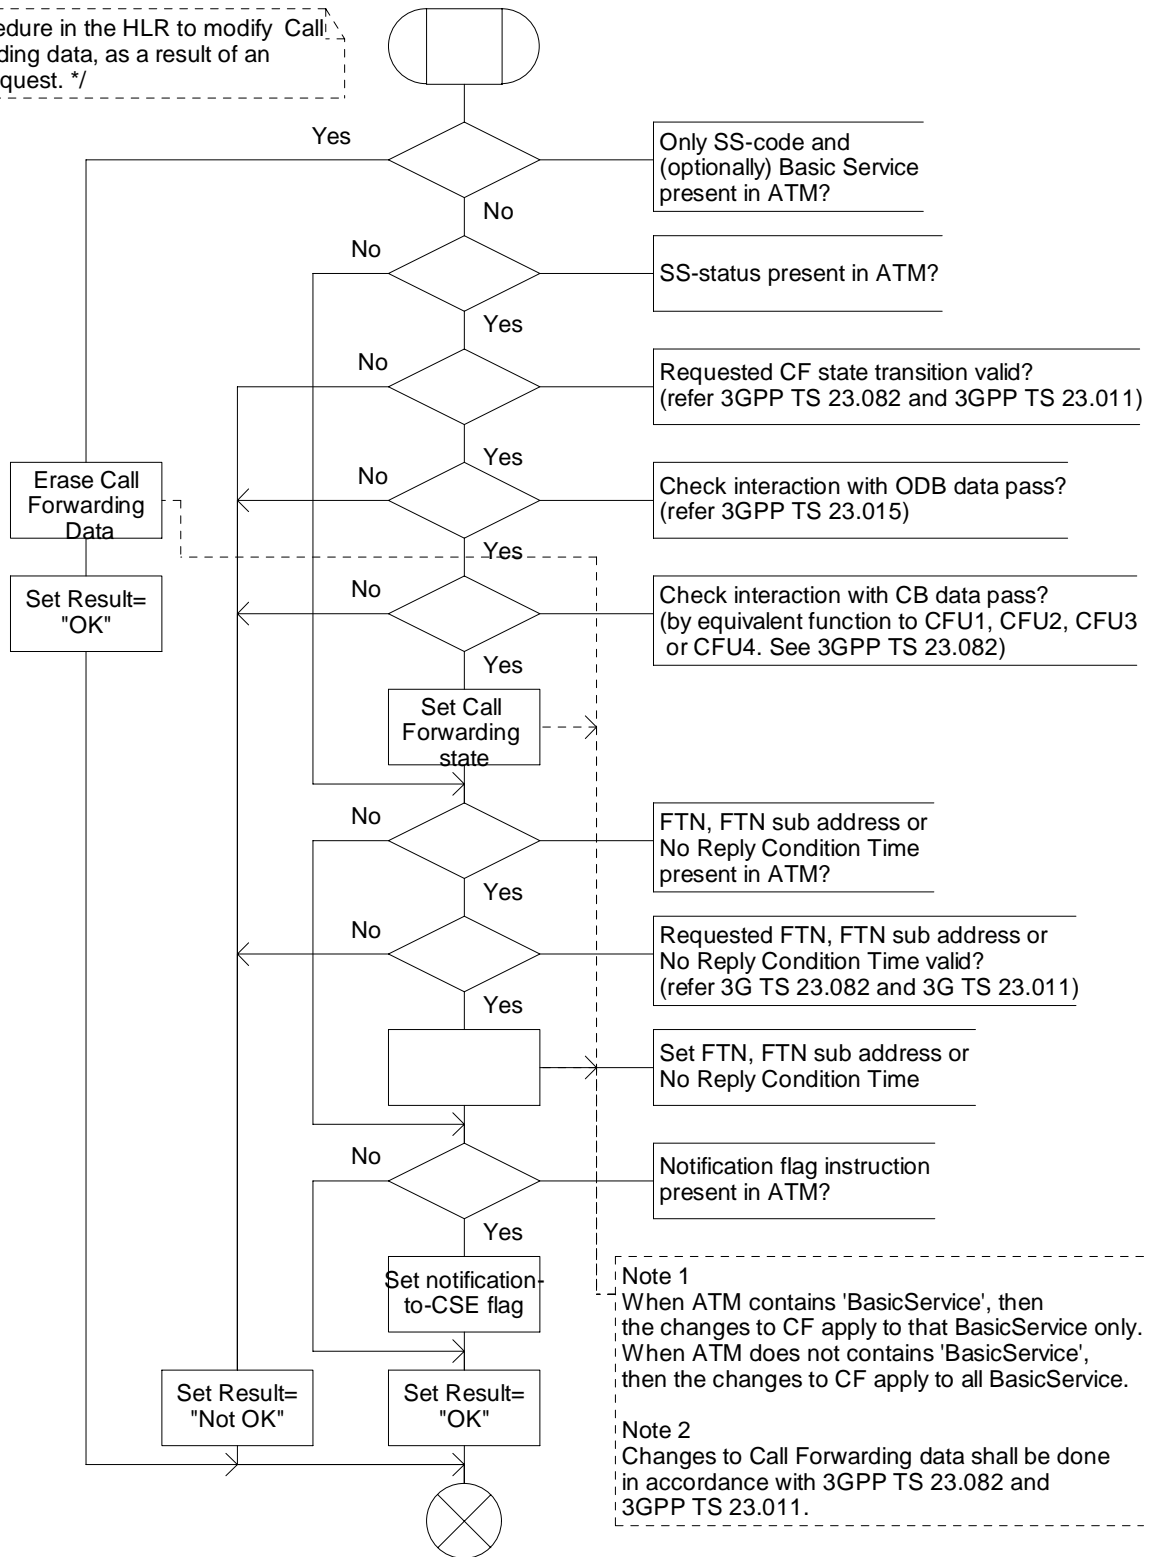 edure in the HLR to modify Call
ding data, as a result of an
quest. */
Yes
Only SS-code and
(optionally) Basic Service
present in ATM?
No
No
SS-status present in ATM?
Yes
No
Requested CF state transition valid?
(refer 3GPP TS 23.082 and 3GPP TS 23.011)
Yes
Erase Call
Forwarding
Data
No
Check interaction with ODB data pass?
(refer 3GPP TS 23.015)
Yes
Set Result=
"OK"
No
Check interaction with CB data pass?
(by equivalent function to CFU1, CFU2, CFU3
or CFU4. See 3GPP TS 23.082)
Yes
Set Call
Forwarding
state
No
FTN, FTN sub address or
No Reply Condition Time
present in ATM?
Yes
No
Requested FTN, FTN sub address or
No Reply Condition Time valid?
(refer 3G TS 23.082 and 3G TS 23.011)
Yes
Set FTN, FTN sub address or
No Reply Condition Time
No
Notification flag instruction
present in ATM?
Yes
Set notification-
to-CSE flag
Note 1
When ATM contains 'BasicService', then
the changes to CF apply to that BasicService only.
When ATM does not contains 'BasicService',
then the changes to CF apply to all BasicService.
Set Result=
"Not OK"
Set Result=
"OK"
Note 2
Changes to Call Forwarding data shall be done
in accordance with 3GPP TS 23.082 and
3GPP TS 23.011.